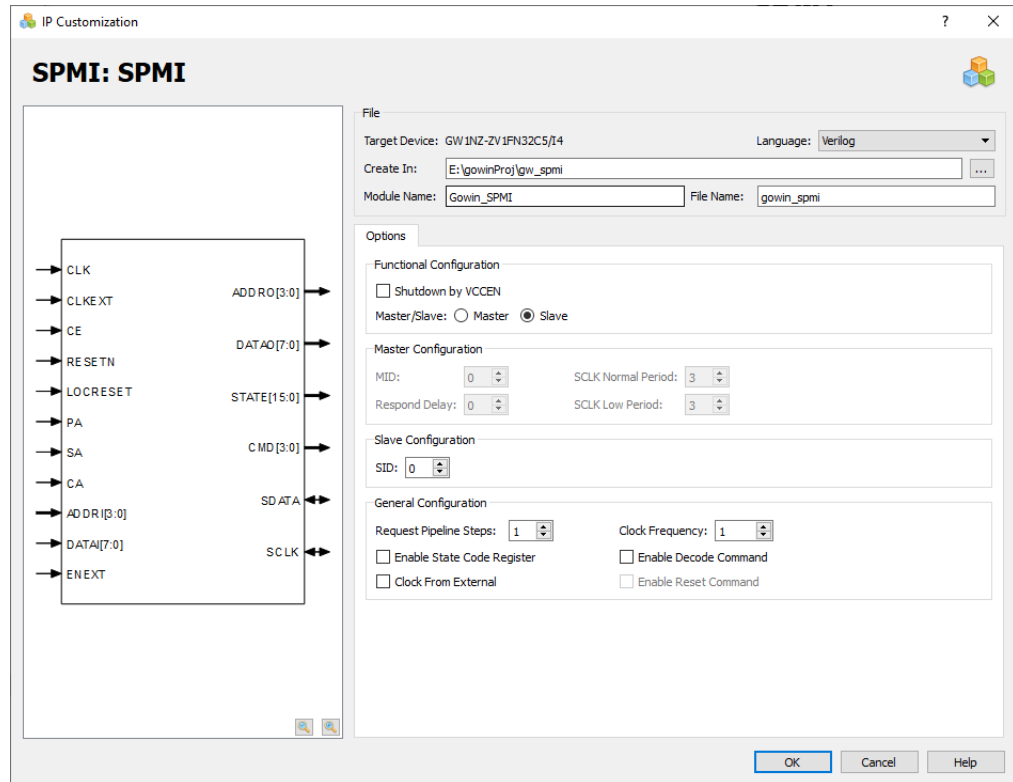 IP Customization
?
SPMI: SPMI
CLK
CLKEXT
CE
RESETN
LOCRESET
PA
SA
CA
ADDRI[3:0]
DATAI[7:0]
ENEXT
ADDRO[3:0]
DATAO[7:0]
STATE[15:0]
CMD[3:0]
SDATA
SCLK
File
Target Device: GW1NZ-ZV1FN32C5/I4 Language: Verilog
Create In: E:\gowinProj\gw_spmi ...
Module Name: Gowin_SPMI File Name: gowin_spmi
Options
Functional Configuration
Shutdown by VCCEN
Master/Slave: Master Slave
Master Configuration
MID: 0 SCLK Normal Period: 3
Respond Delay: 0 SCLK Low Period: 3
Slave Configuration
SID: 0
General Configuration
Request Pipeline Steps: 1 Clock Frequency: 1
Enable State Code Register Enable Decode Command
Clock From External Enable Reset Command
OK Cancel Help